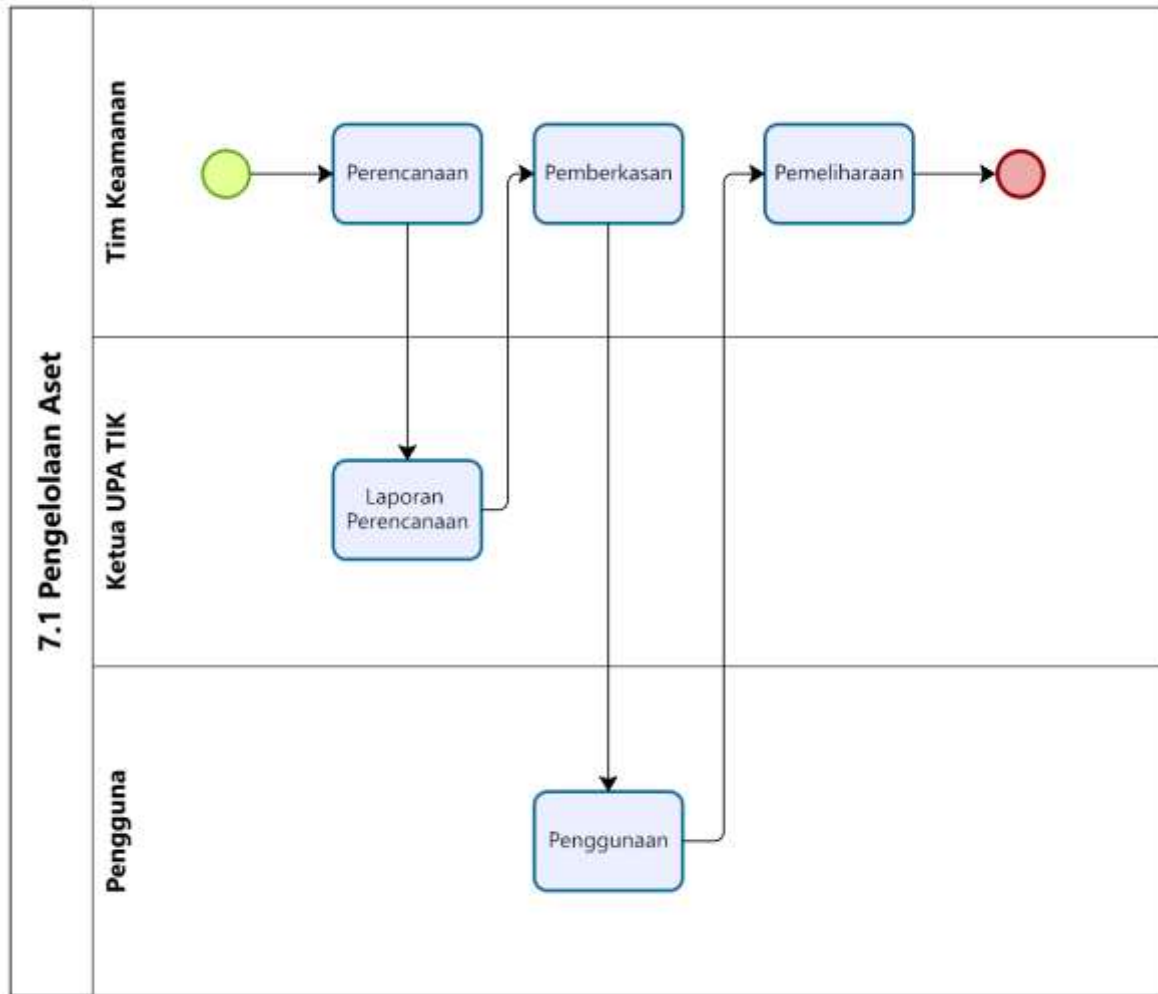 7.1 Pengelolaan Aset
Tim Keamanan
Perencanaan
Pemberkasan
Pemeliharaan
Ketua UPA TIK
Laporan
Perencanaan
Pengguna
Penggunaan